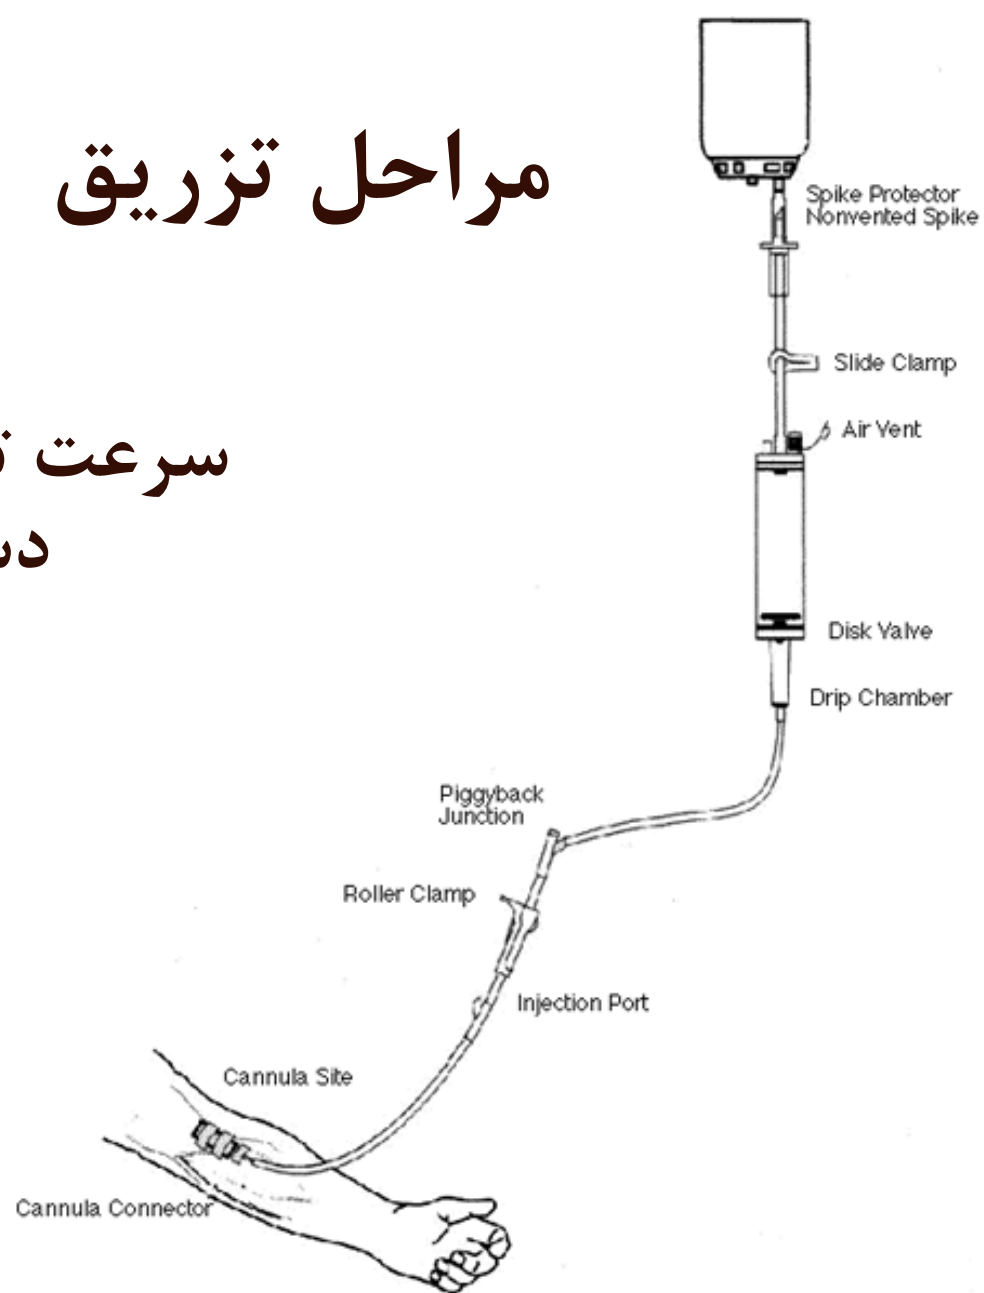 مراحل تزریق
Spike Protector
Nonvented Spike
Slide Clamp
Air Vent
سرعت
Disk Valve
Drip Chamber
Piggyback
Junction
Roller Clamp
Injection Port
Cannula Site
Cannula Connector